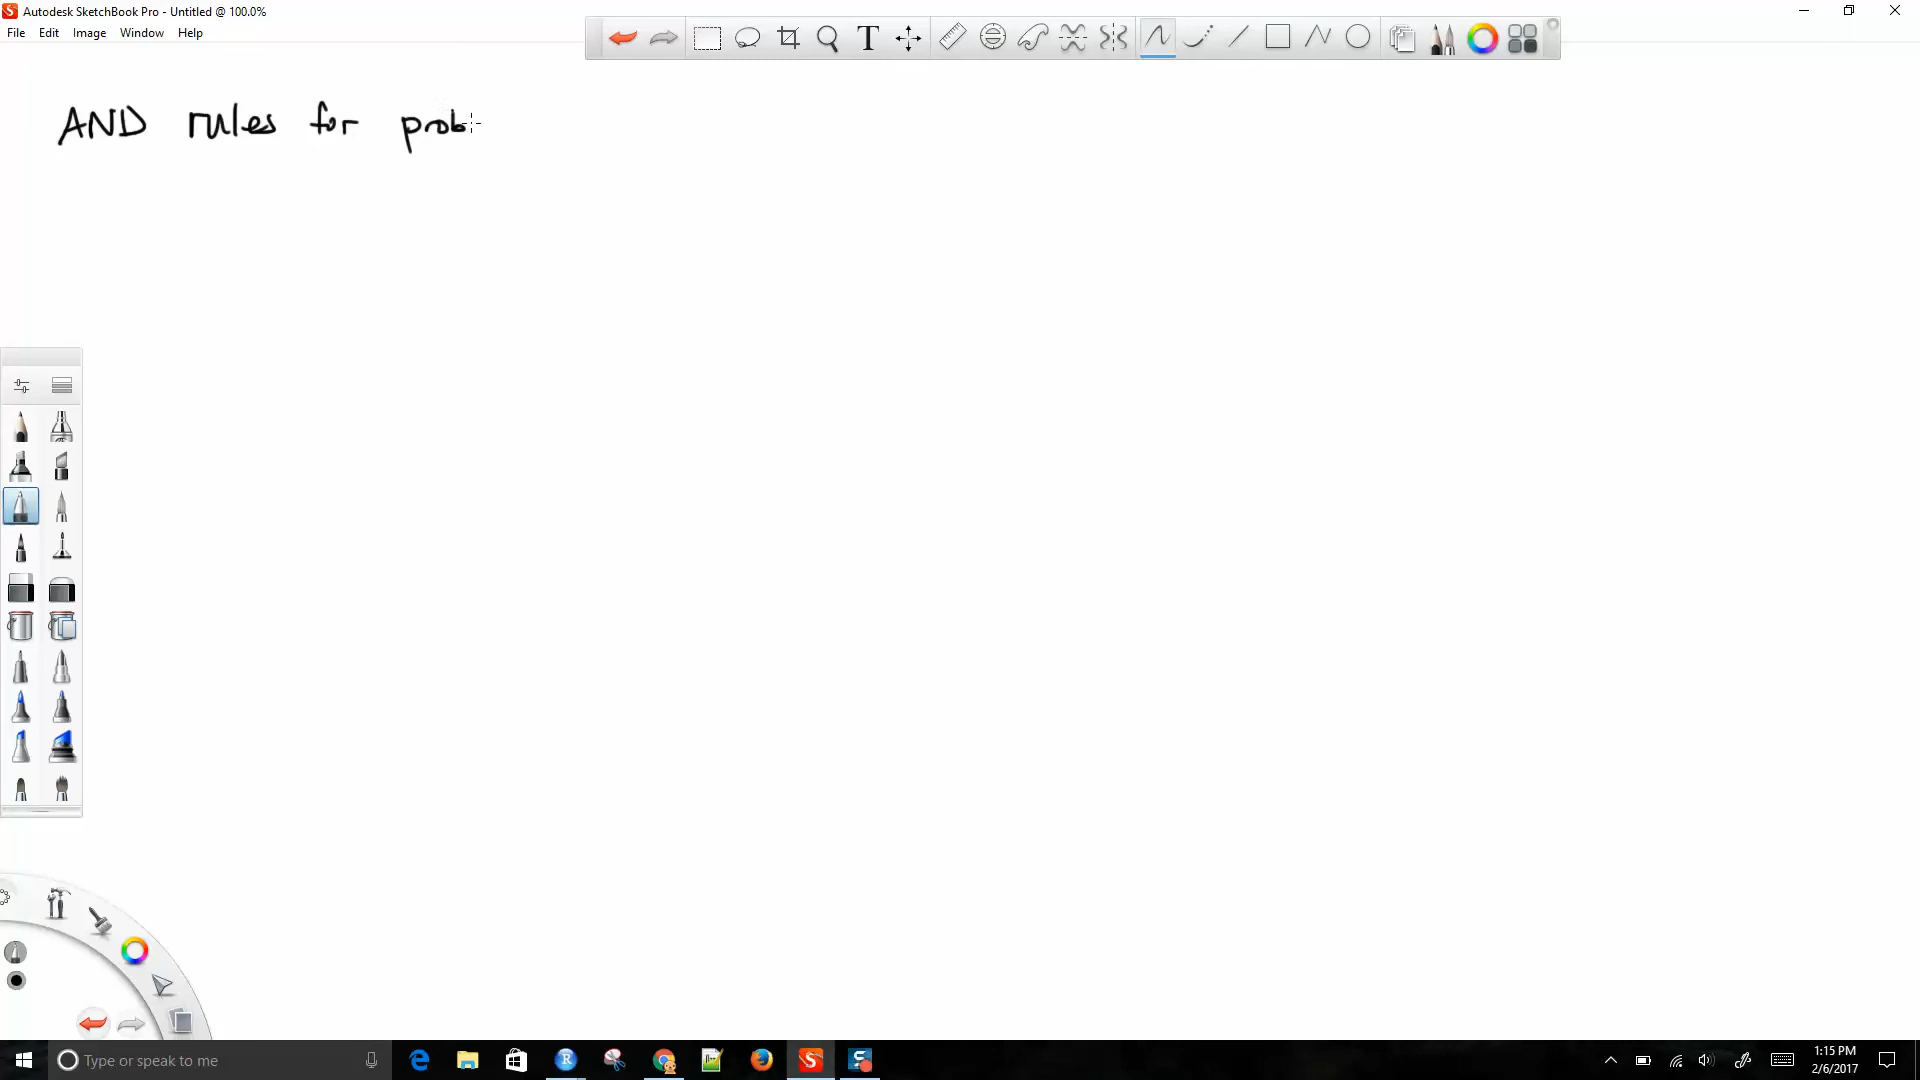 Autodesk SketchBook Pro - Untitled @ 100.0%
File Edit Image Window Help
AND rules for prob
Type or speak to me
1:15 PM
2/6/2017